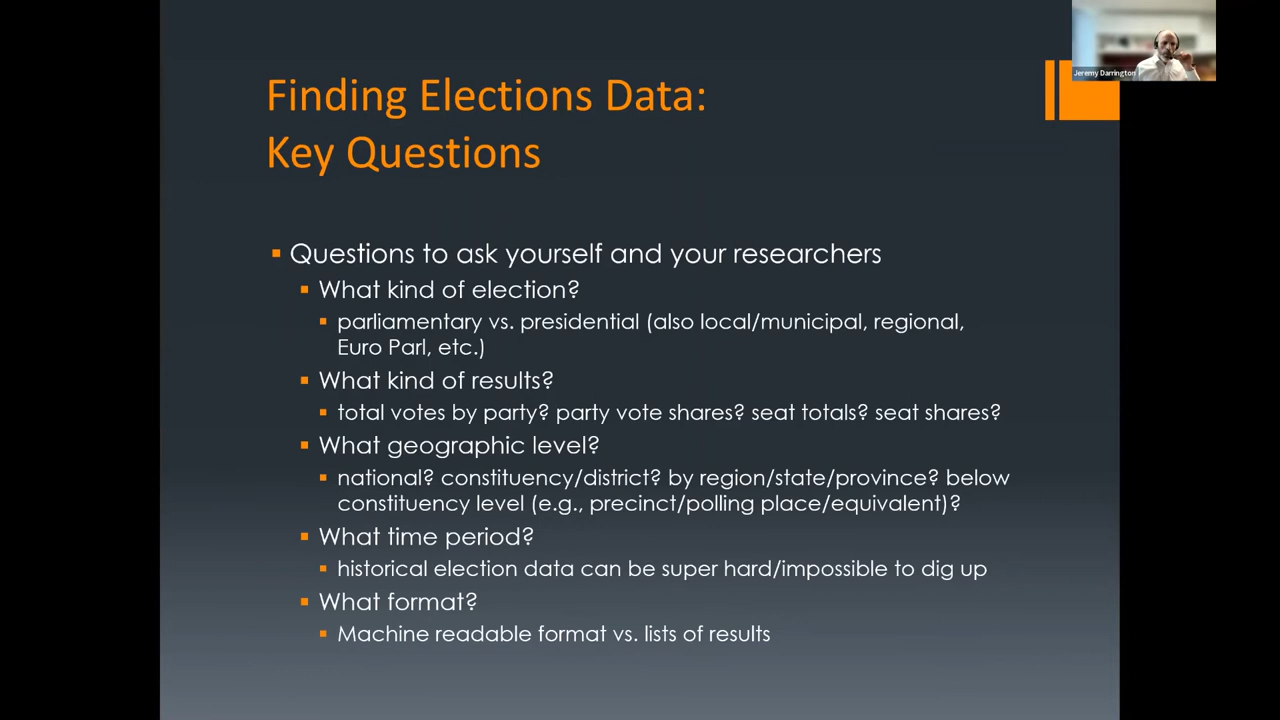 Jeremy Darrington
Finding Elections Data:
Key Questions
Questions to ask yourself and your researchers
What kind of election?
parliamentary vs. presidential (also local/municipal, regional,
Euro Parl, etc.)
What kind of results?
total votes by party? party vote shares? seat totals? seat shares?
What geographic level?
national? constituency/district? by region/state/province? below
constituency level (e.g., precinct/polling place/equivalent)?
What time period?
historical election data can be super hard/impossible to dig up
What format?
Machine readable format vs. lists of results